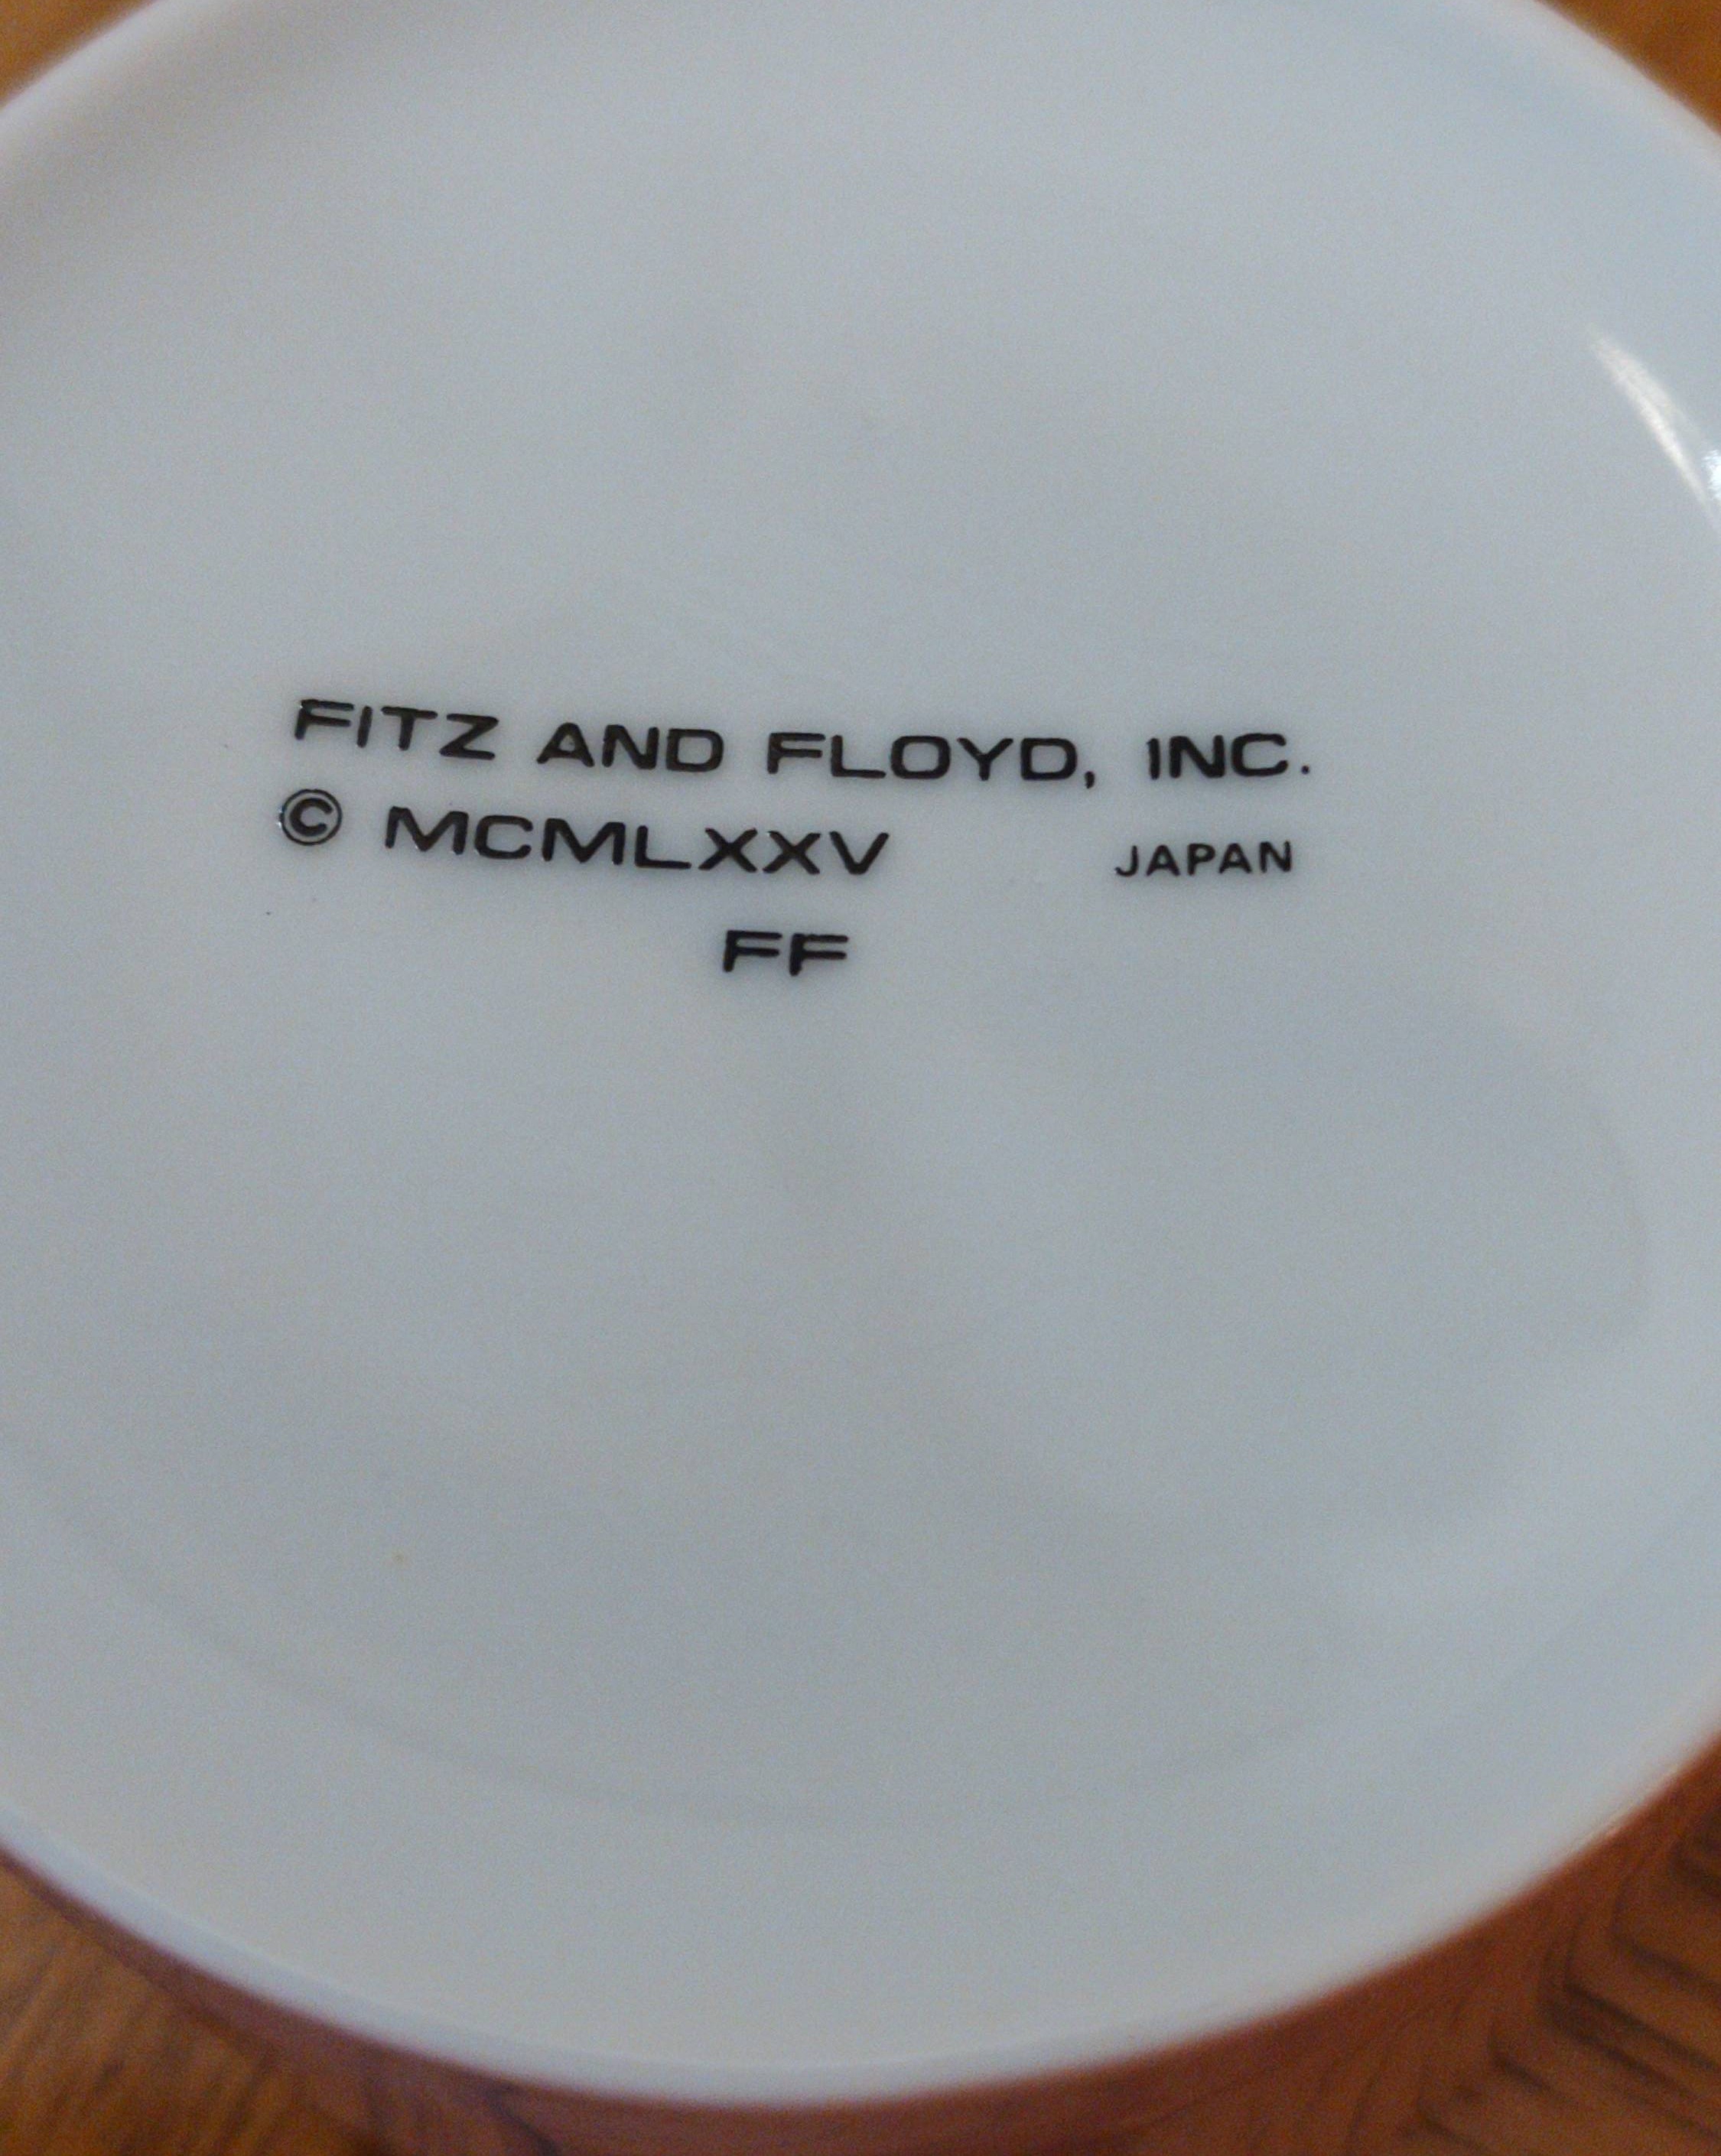 FITZ AND FLOYD, INC.
© MCMLXXV JAPAN
FF